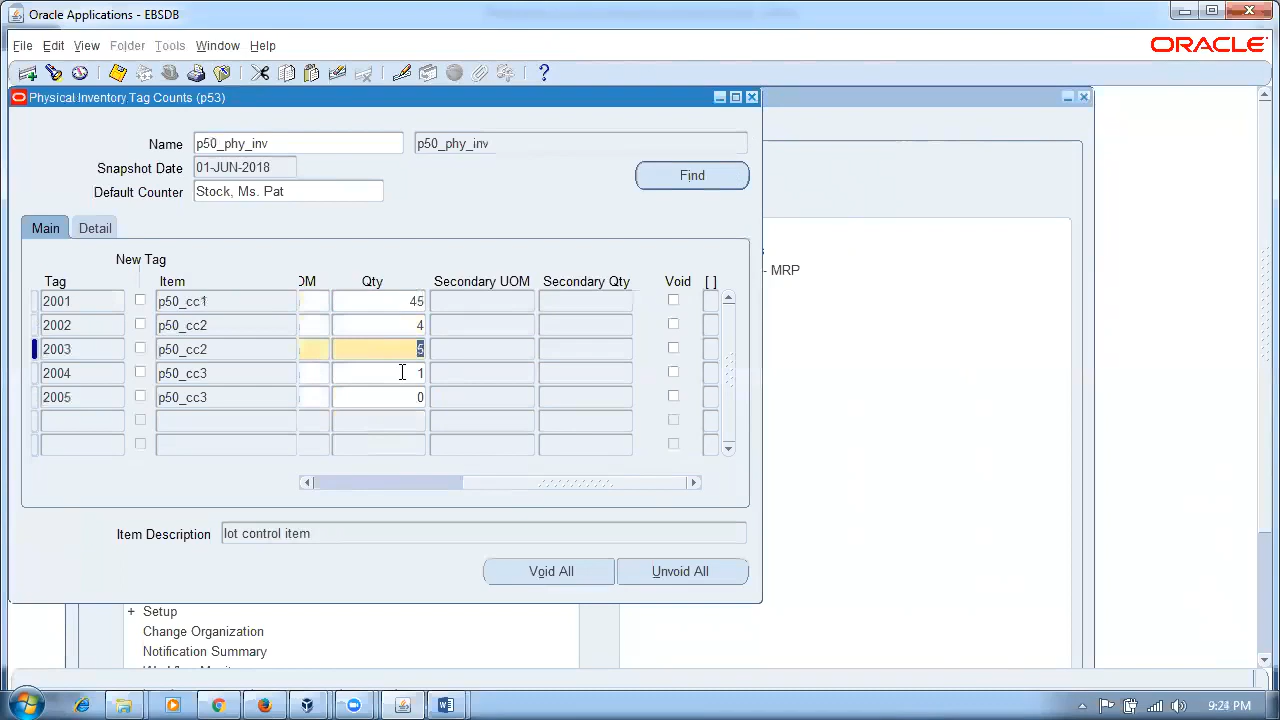 Oracle Applications - EBSDB
File Edit View Folder Tools Window Help
ORACLE
Physical Inventory Tag Counts (p53)
Name p50_phy_inv p50_phy_inv
Snapshot Date 01-JUN-2018
Find
Default Counter Stock, Ms. Pat
Main Detail
New Tag
Tag Item OM Qty Secondary UOM Secondary Qty Void [ ]
2001 p50_cc1 45
2002 p50_cc2 4
2003 p50_cc2 5
2004 p50_cc3 1
2005 p50_cc3 0
- MRP
Item Description lot control item
Void All Unvoid All
+ Setup
Change Organization
Notification Summary
9:24 PM